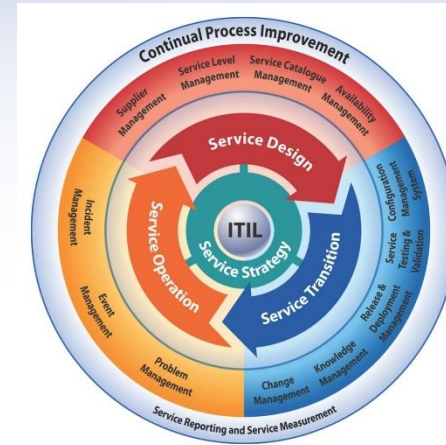 Continual Process Improvement
Supplier
Management
Service Level
Management
Service Catalogue
Management
Availability
Management
Configuration
Management
System
Service
Testing &
Validation
Release &
Deployment
Management
Knowledge
Management
Change
Management
Problem
Management
Event
Management
Incident
Management
Service Design
Service Transition
Service Operation
Service Strategy
ITIL
Service Reporting and Service Measurement